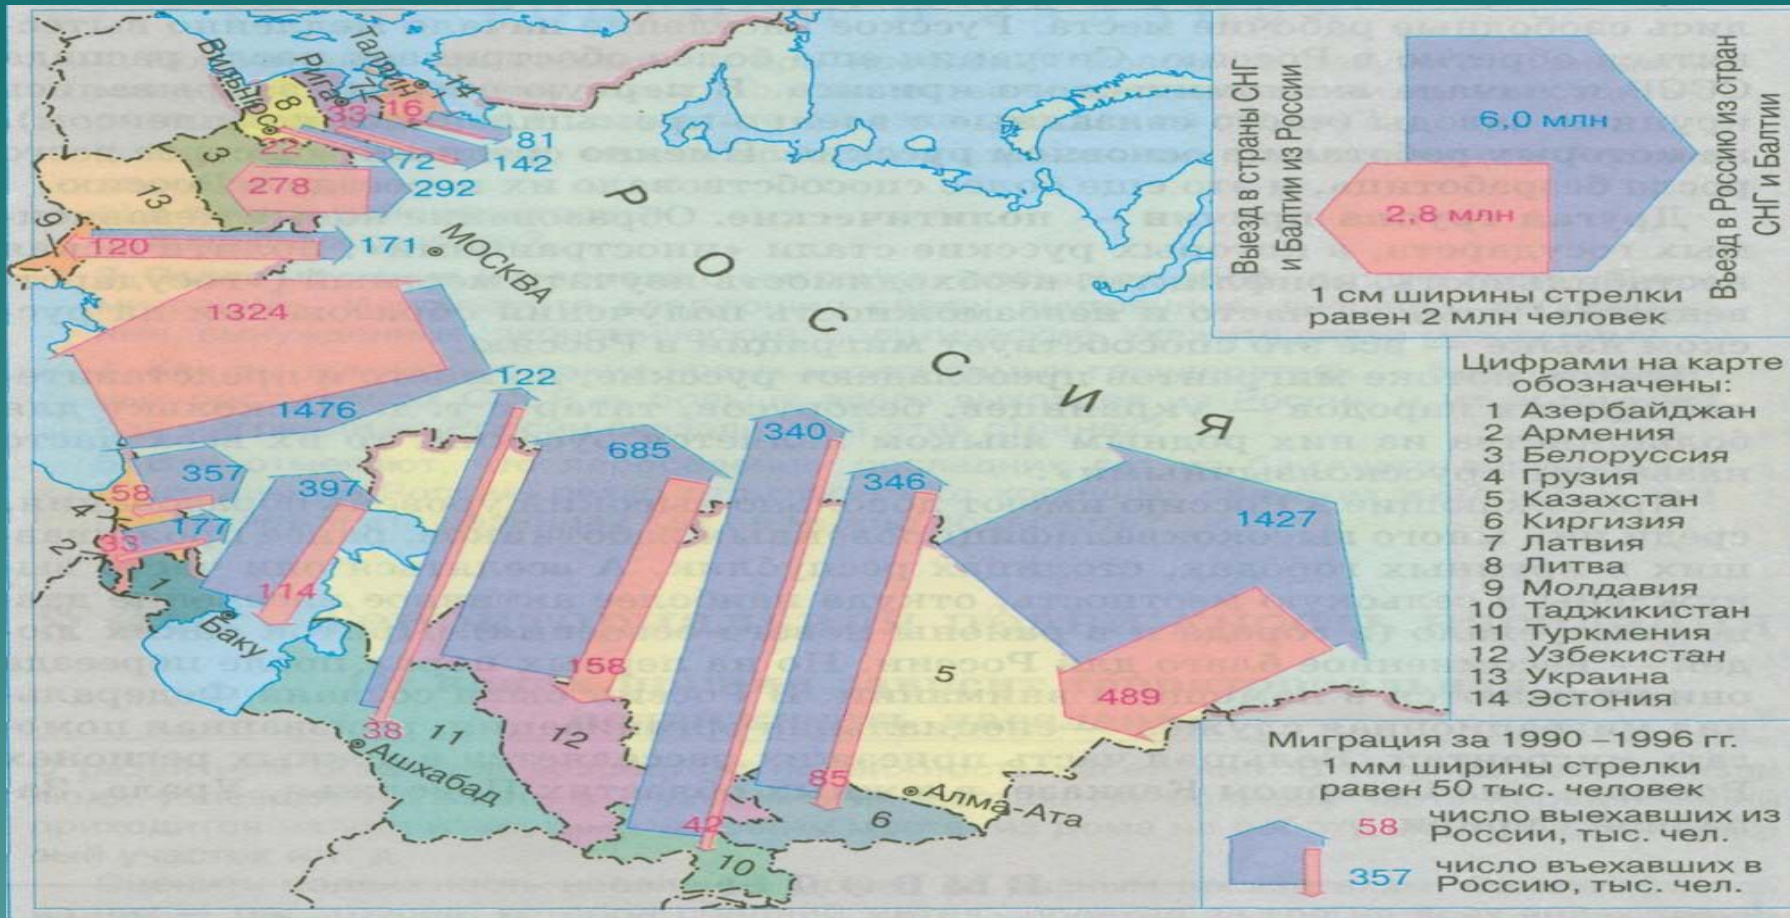 Вильнюс
Рига
Таллин
8
7
14
33
16
81
22
72
142
3
278
292
13
9
120
171
МОСКВА
РОССИЯ
1324
1476
122
357
58
397
4
177
33
2
1
114
Баку
685
340
346
1427
158
5
489
38
11
12
Ашхабад
85
Алма-Ата
42
6
10
Выезд в страны СНГ
и Балтии из России
6,0 млн
2,8 млн
Въезд в Россию из стран
СНГ и Балтии
1 см ширины стрелки
равен 2 млн человек
Цифрами на карте
обозначены:
1 Азербайджан
2 Армения
3 Белоруссия
4 Грузия
5 Казахстан
6 Киргизия
7 Латвия
8 Литва
9 Молдавия
10 Таджикистан
11 Туркмения
12 Узбекистан
13 Украина
14 Эстония
Миграция за 1990–1996 гг.
1 мм ширины стрелки
равен 50 тыс. человек
58 число выехавших из
России, тыс. чел.
357 число въехавших в
Россию, тыс. чел.